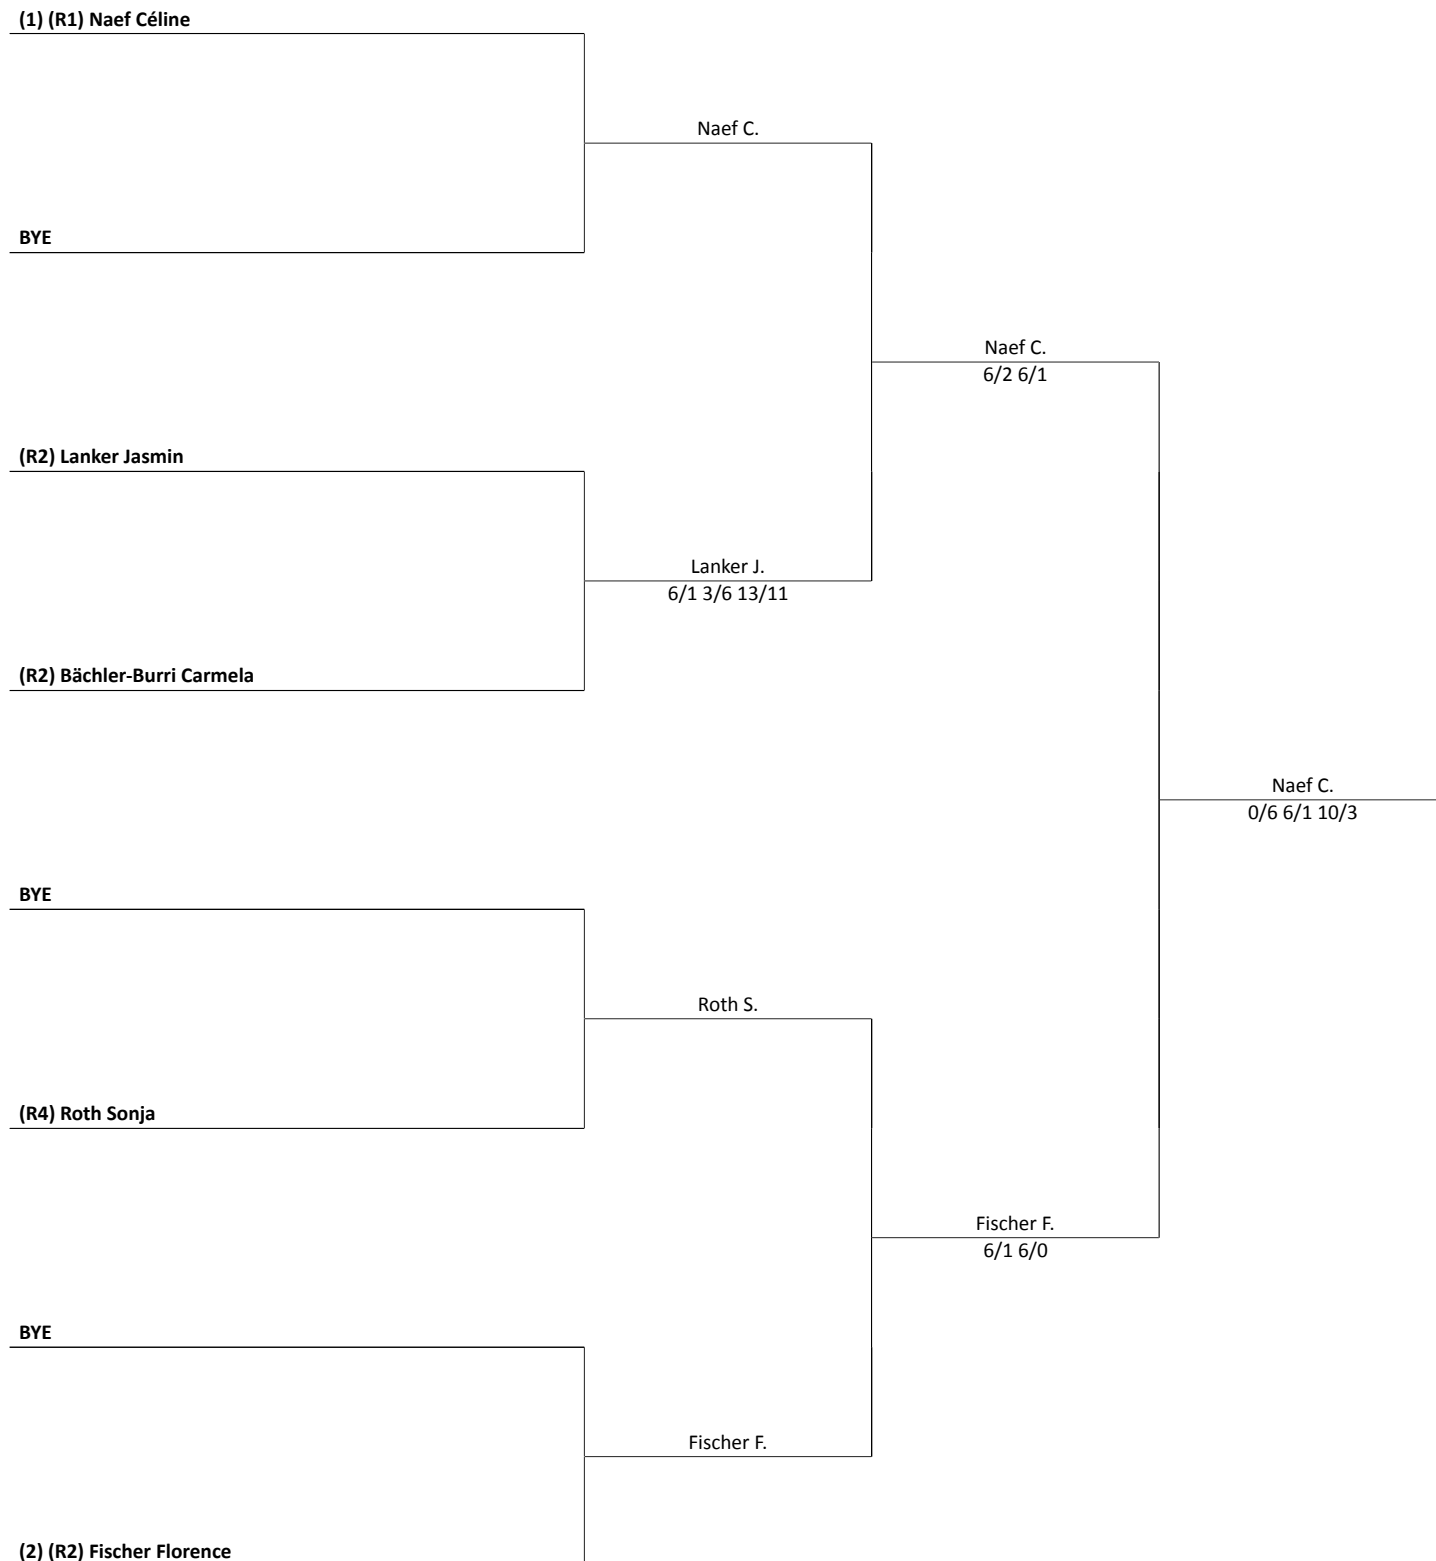 (1) (R1) Naef Céline
Naef C.
BYE
Naef C.
6/2 6/1
(R2) Lanker Jasmin
Lanker J.
6/1 3/6 13/11
(R2) Bächler-Burri Carmela
Naef C.
0/6 6/1 10/3
BYE
Roth S.
(R4) Roth Sonja
Fischer F.
6/1 6/0
BYE
Fischer F.
(2) (R2) Fischer Florence